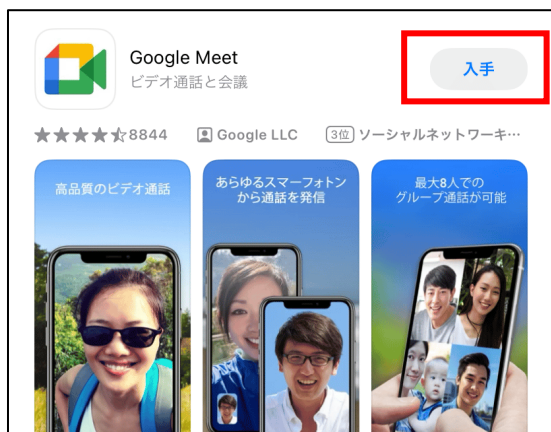 Google Meet
ビデオ通話と会議
入手
★★★★⯪8844
Google LLC
3位 ソーシャルネットワーキ…
高品質のビデオ通話
あらゆるスマーフォトン
から通話を発信
最大8人での
グループ通話が可能